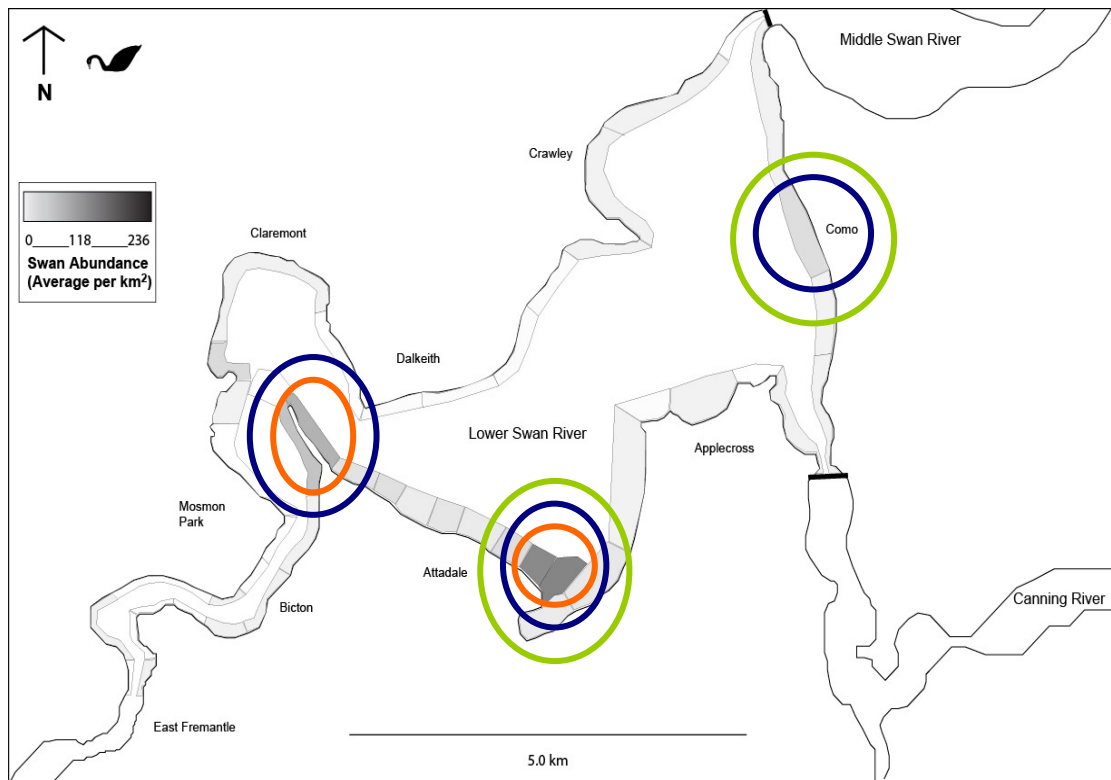 Middle Swan River
N
Crawley
0_____118______236
Swan Abundance
(Average per km²)
Claremont
Como
Dalkeith
Lower Swan River
Applecross
Mosmon
Park
Attadale
Bicton
Canning River
East Fremantle
5.0 km